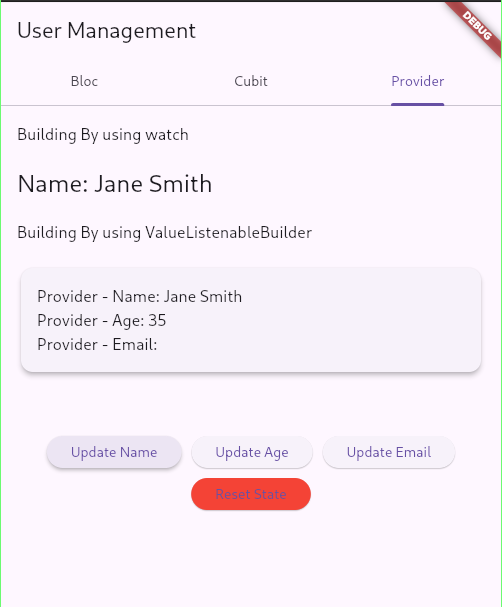 User Management
DEBUG
Bloc Cubit Provider
Building By using watch
Name: Jane Smith
Building By using ValueListenableBuilder
Provider - Name: Jane Smith
Provider - Age: 35
Provider - Email:
Update Name Update Age Update Email
Reset State